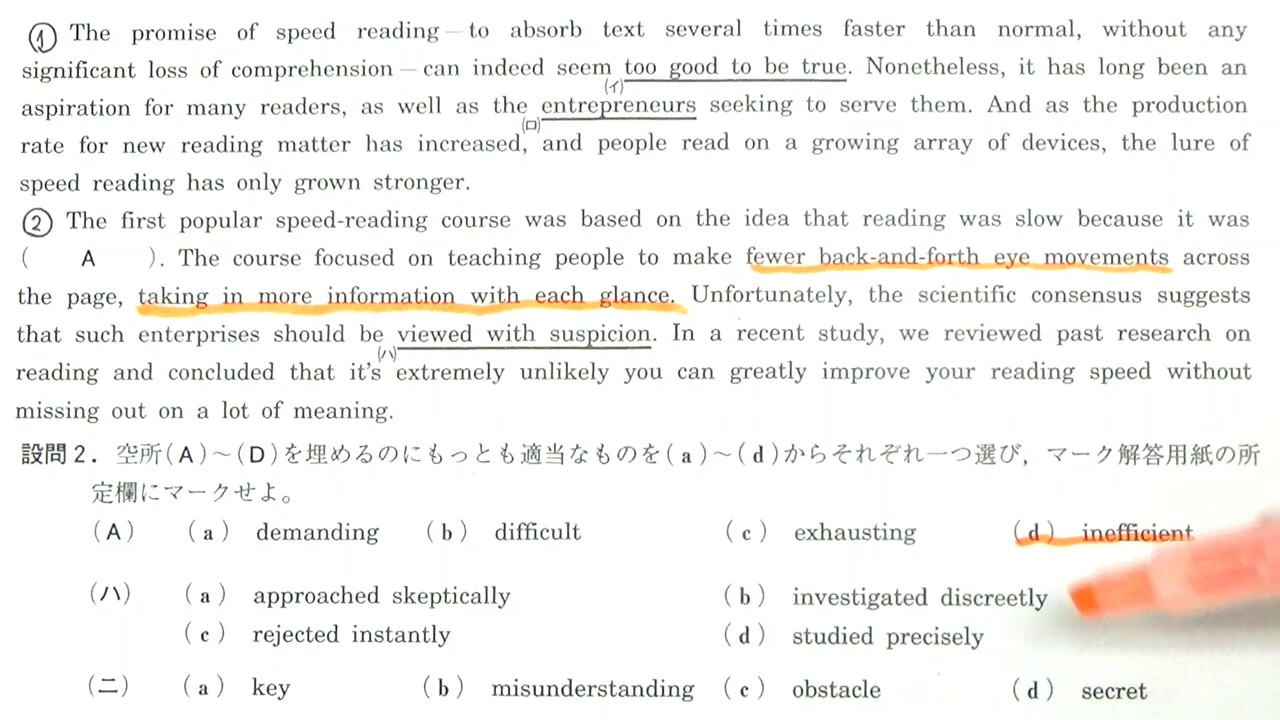 ① The promise of speed reading — to absorb text several times faster than normal, without any
significant loss of comprehension — can indeed seem too good to be true. Nonetheless, it has long been an
(イ)
aspiration for many readers, as well as the entrepreneurs seeking to serve them. And as the production
(ロ)
rate for new reading matter has increased, and people read on a growing array of devices, the lure of
speed reading has only grown stronger.
② The first popular speed-reading course was based on the idea that reading was slow because it was
( A ). The course focused on teaching people to make fewer back-and-forth eye movements across
the page, taking in more information with each glance. Unfortunately, the scientific consensus suggests
that such enterprises should be viewed with suspicion. In a recent study, we reviewed past research on
(ハ)
reading and concluded that it's extremely unlikely you can greatly improve your reading speed without
missing out on a lot of meaning.
設問2. 空所(A)~(D)を埋めるのにもっとも適当なものを(a)~(d)からそれぞれ一つ選び,マーク解答用紙の所
定欄にマークせよ。
(A) (a) demanding (b) difficult (c) exhausting (d) inefficient
(ハ) (a) approached skeptically (b) investigated discreetly
(c) rejected instantly (d) studied precisely
(ニ) (a) key (b) misunderstanding (c) obstacle (d) secret